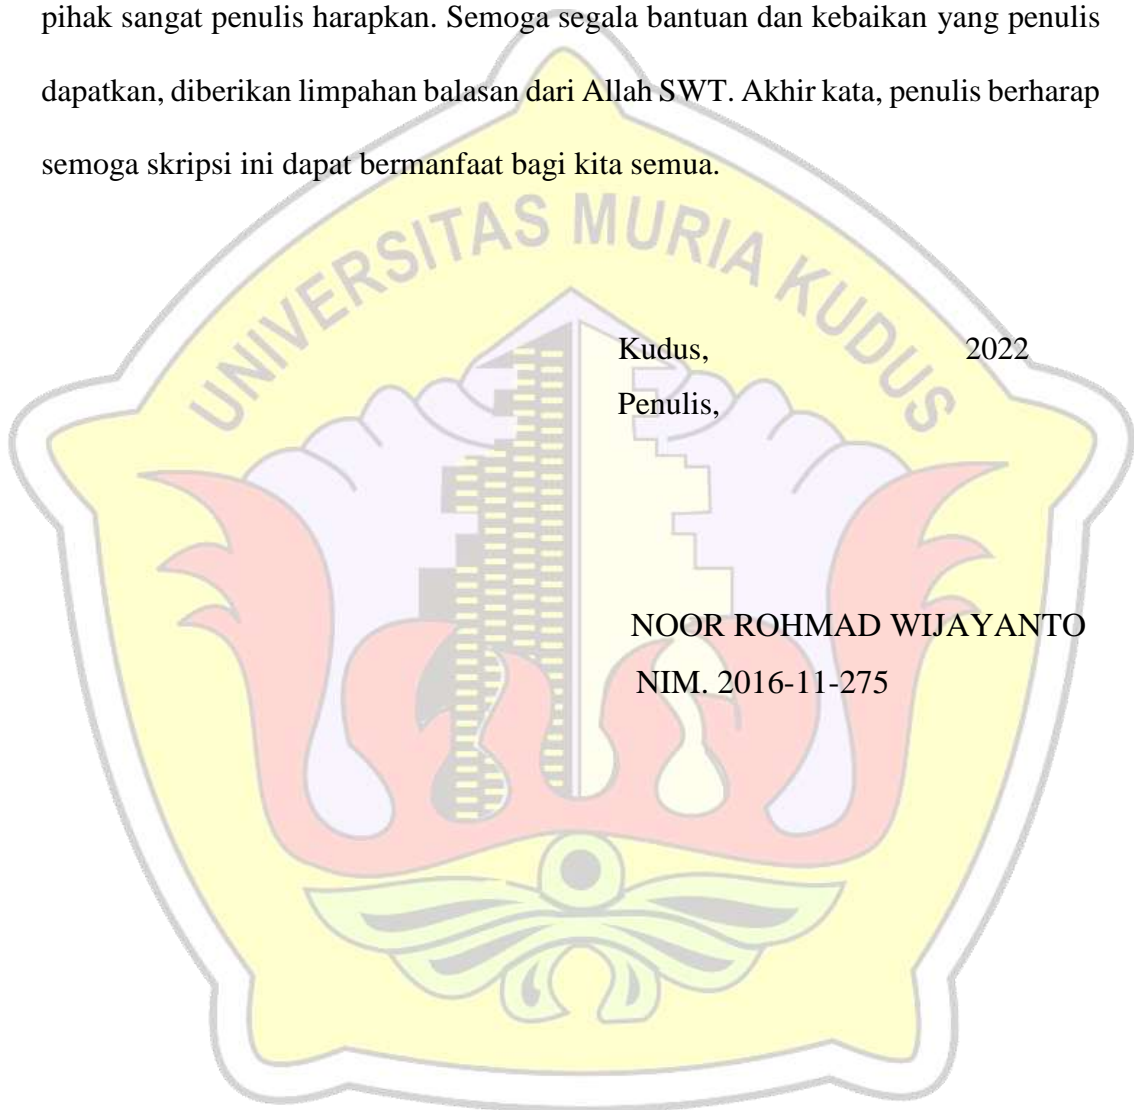 pihak sangat penulis harapkan. Semoga segala bantuan dan kebaikan yang penulis
dapatkan, diberikan limpahan balasan dari Allah SWT. Akhir kata, penulis berharap
semoga skripsi ini dapat bermanfaat bagi kita semua.
UNIVERSITAS MURIA KUDUS
Kudus, 2022
Penulis,
NOOR ROHMAD WIJAYANTO
NIM. 2016-11-275